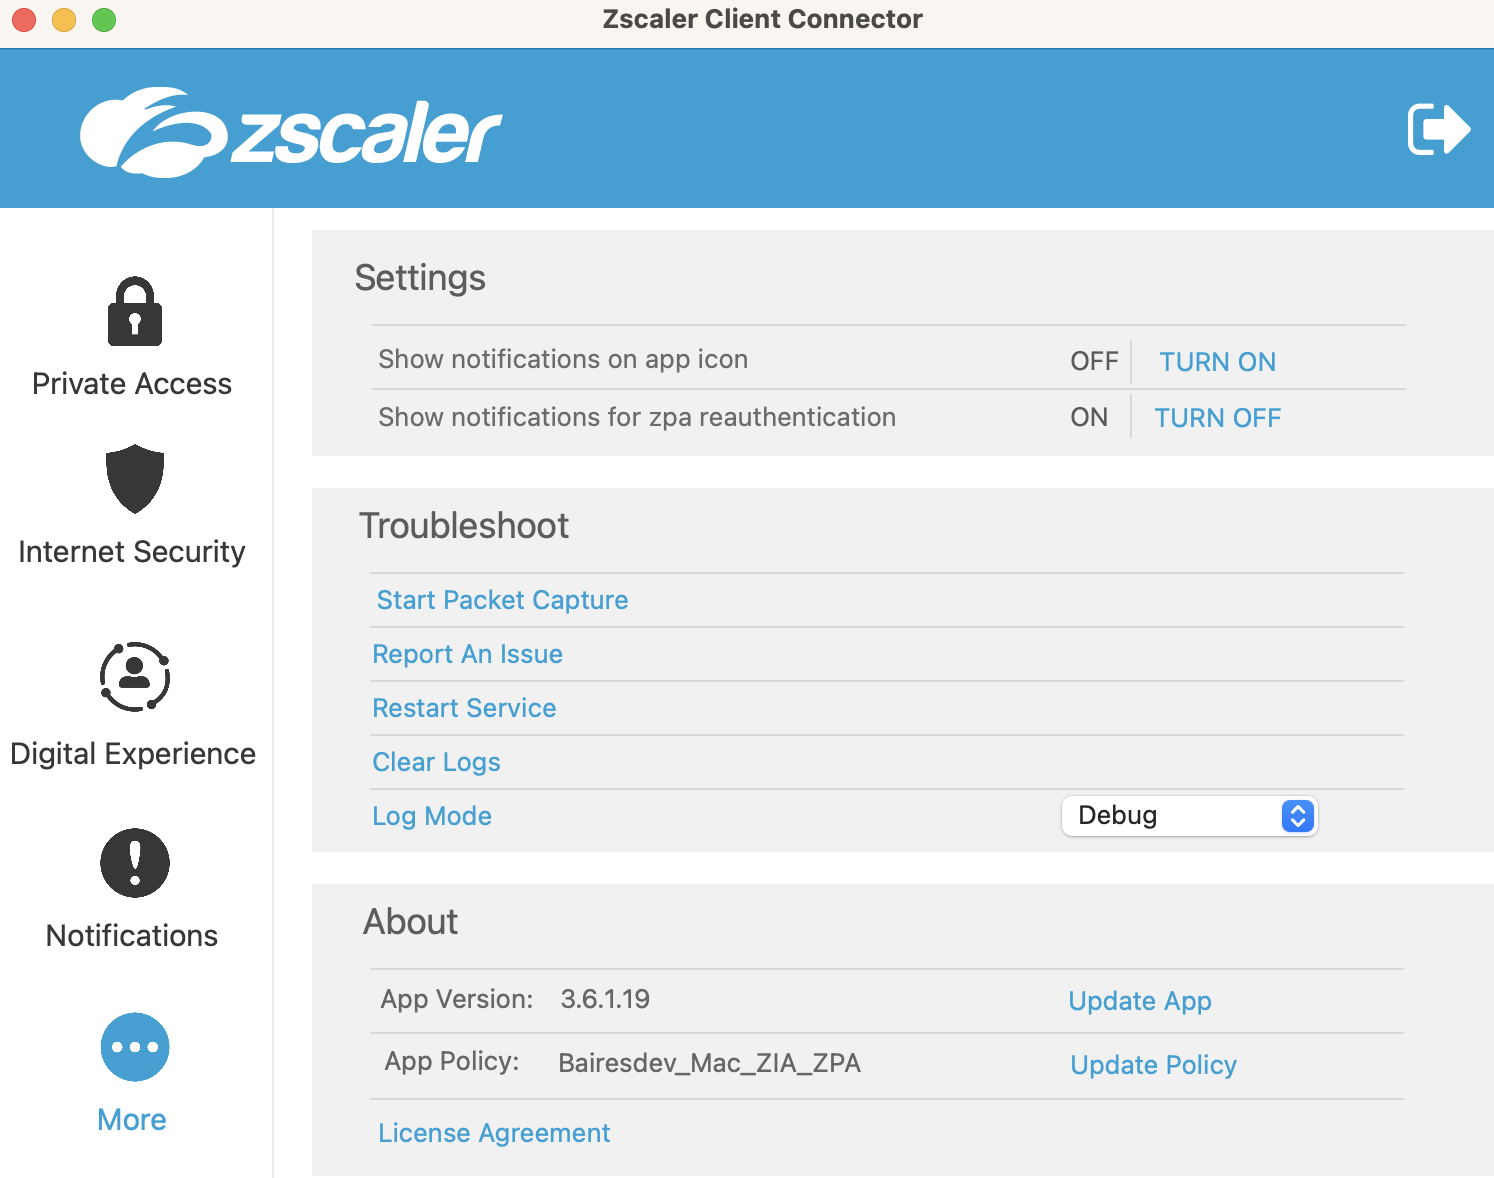 Zscaler Client Connector
zscaler
Private Access
Internet Security
Digital Experience
Notifications
More
Settings
Show notifications on app icon OFF TURN ON
Show notifications for zpa reauthentication ON TURN OFF
Troubleshoot
Start Packet Capture
Report An Issue
Restart Service
Clear Logs
Log Mode Debug
About
App Version: 3.6.1.19 Update App
App Policy: Bairesdev_Mac_ZIA_ZPA Update Policy
License Agreement